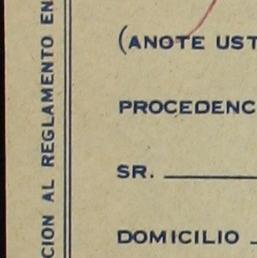 (ANOTE UST
PROCEDENC
SR.
DOMICILIO
CION AL REGLAMENTO EN